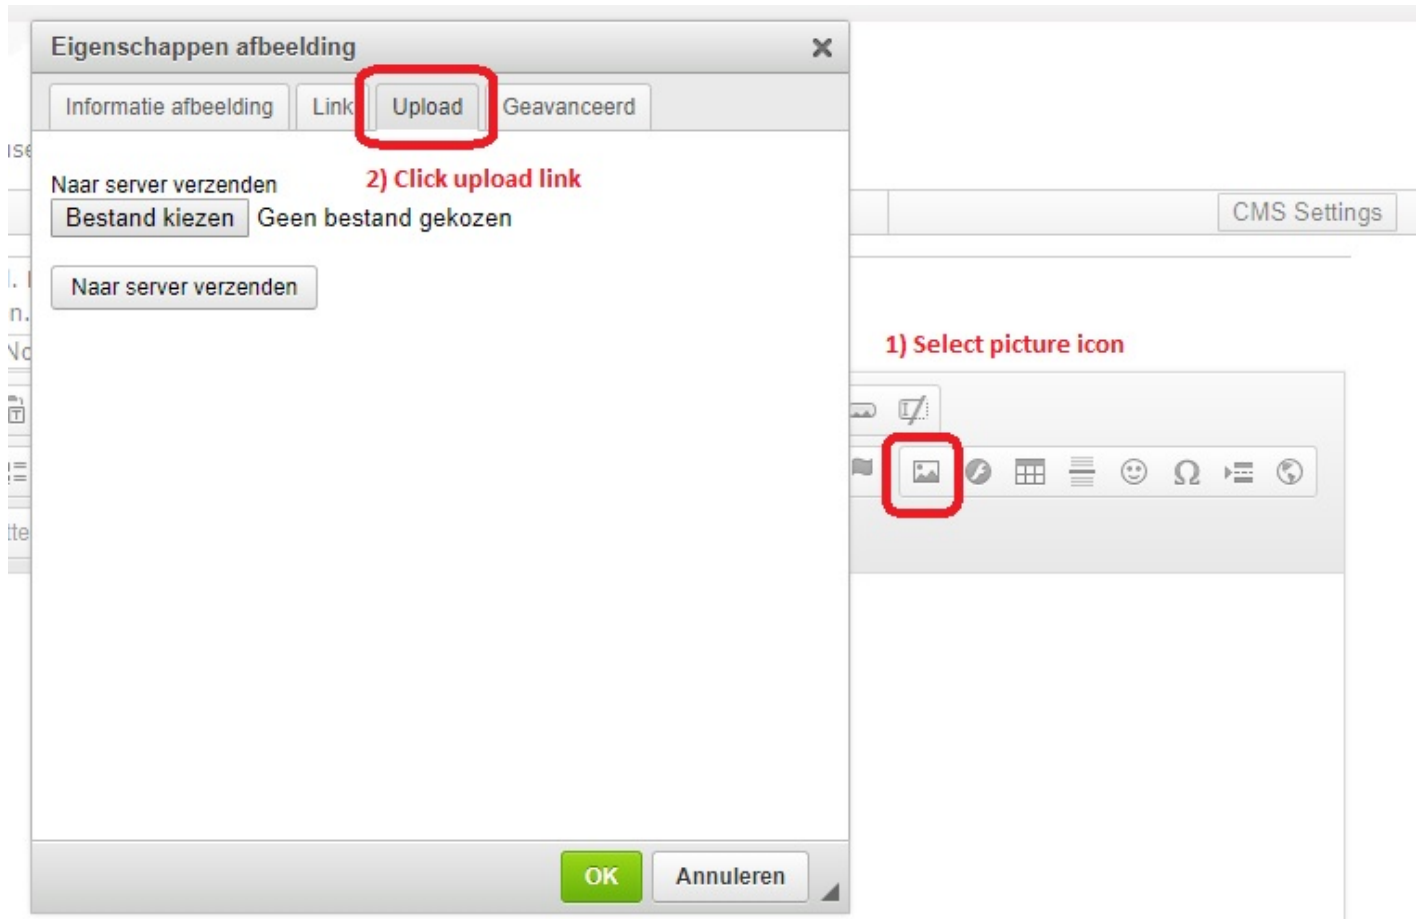 Eigenschappen afbeelding
Informatie afbeelding Link Upload Geavanceerd
2) Click upload link
Naar server verzenden
Bestand kiezen Geen bestand gekozen
CMS Settings
Naar server verzenden
1) Select picture icon
OK Annuleren